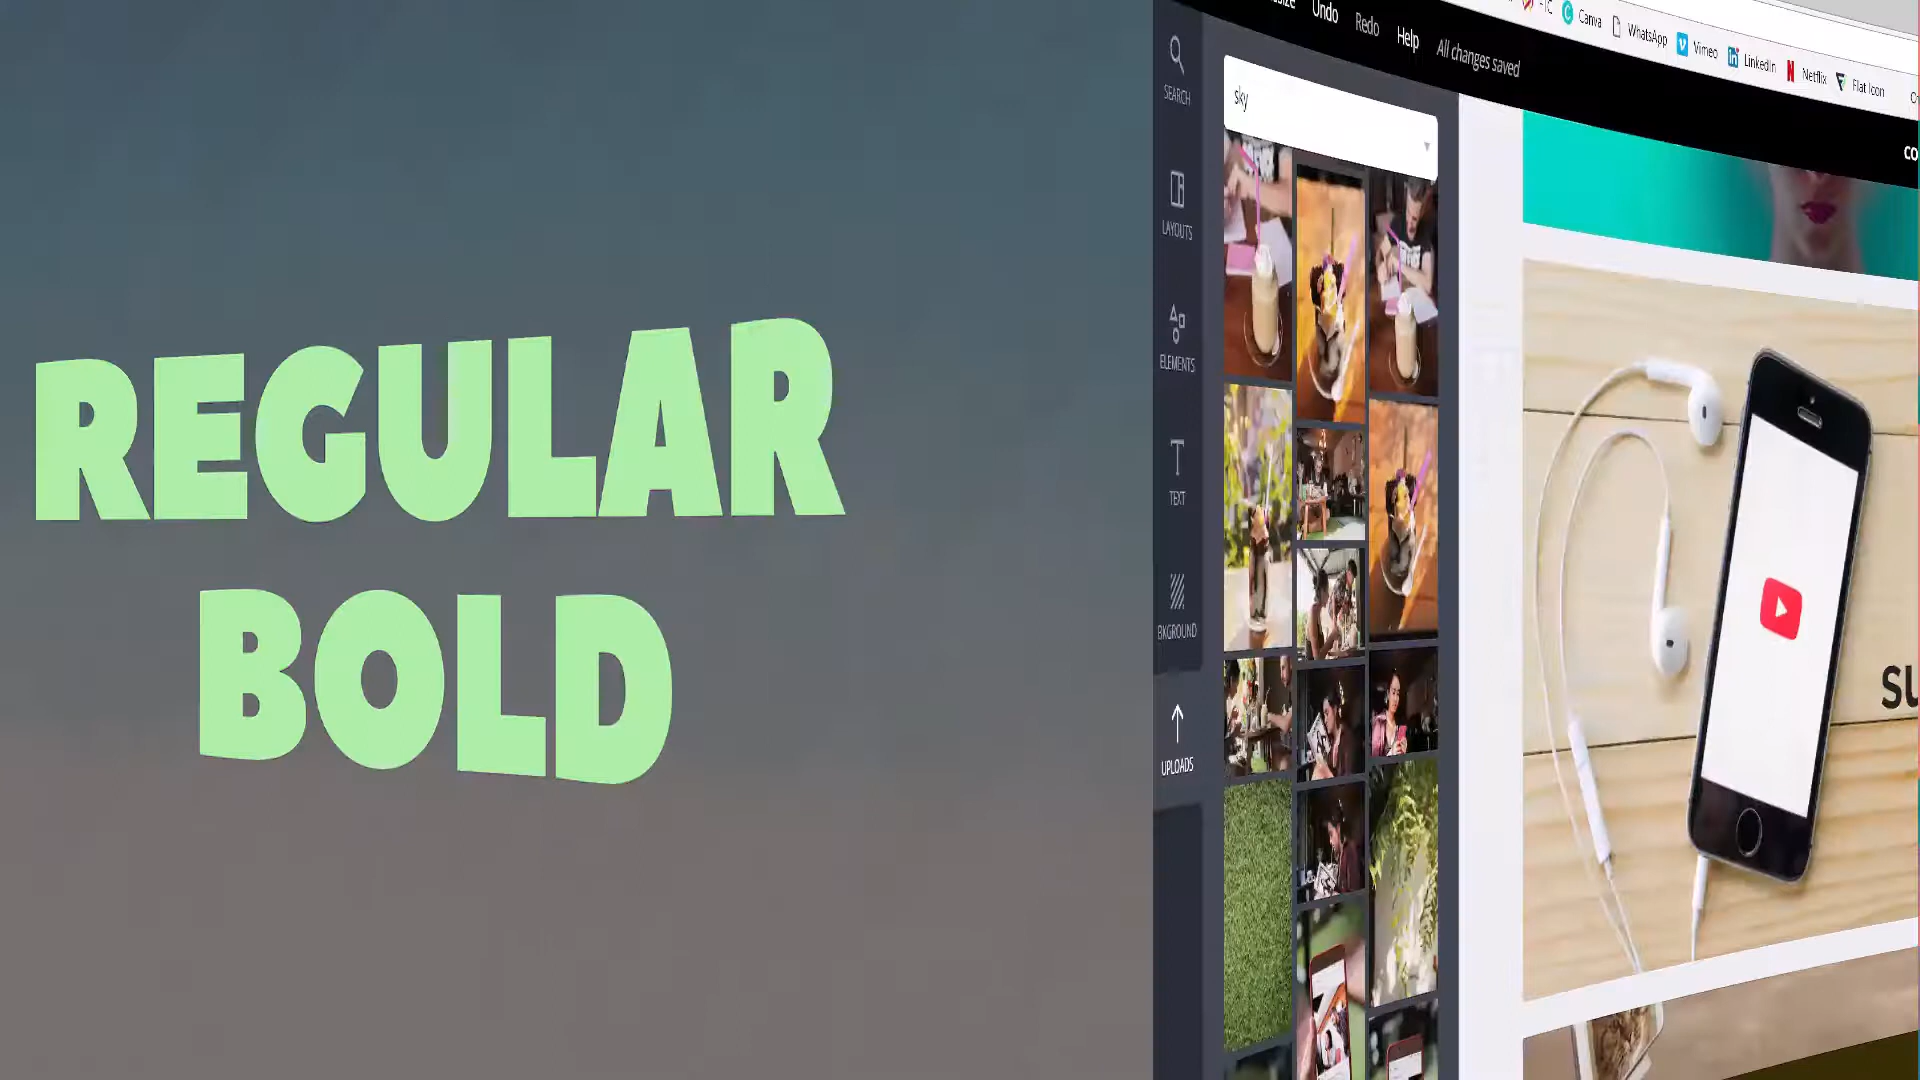 REGULAR
BOLD
Undo
Redo
Help
All changes saved
Canva
WhatsApp
Vimeo
LinkedIn
Netflix
Flat Icon
SEARCH
sky
LAYOUTS
ELEMENTS
TEXT
BKGROUND
UPLOADS
SU